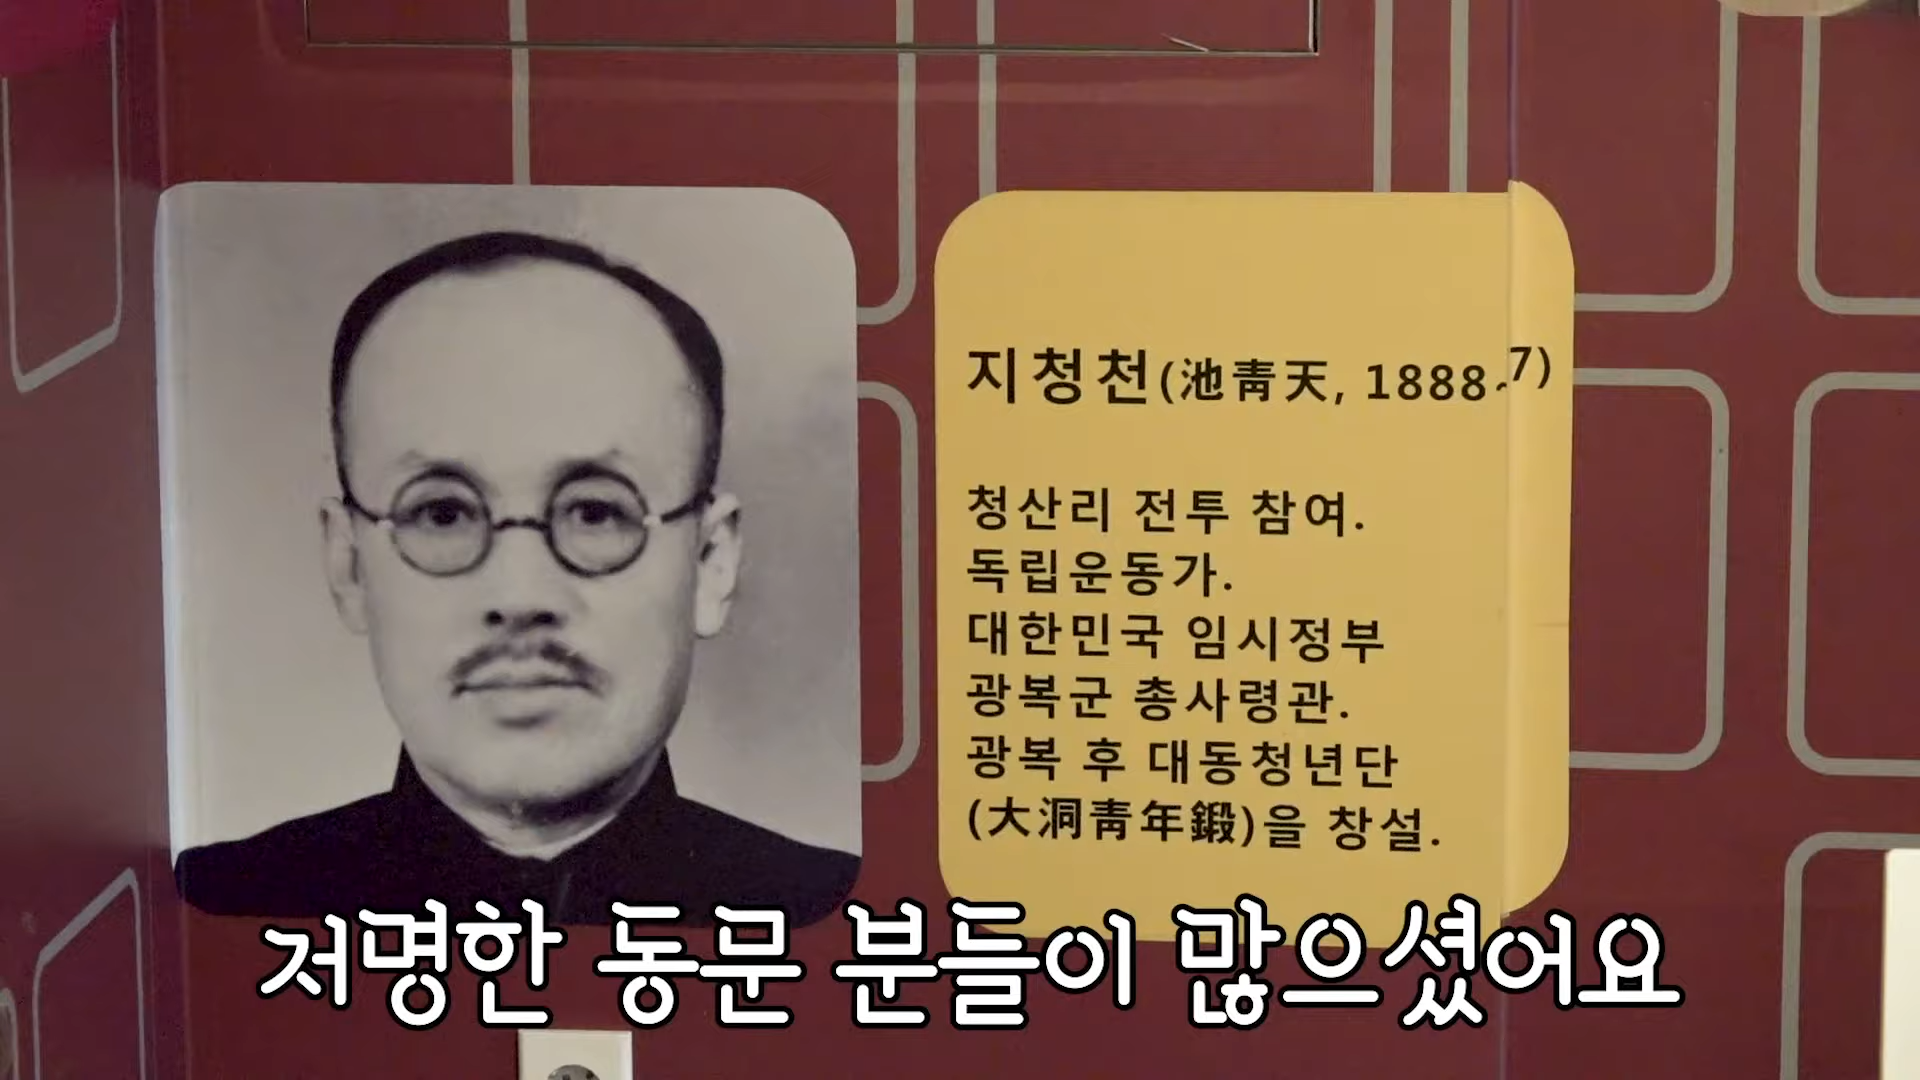 지청천(池靑天, 1888~7)
청산리 전투 참여.
독립운동가.
대한민국 임시정부
광복군 총사령관.
광복 후 대동청년단
(大洞靑年鍛)을 창설.
저명한 동문 분들이 많으셨어요